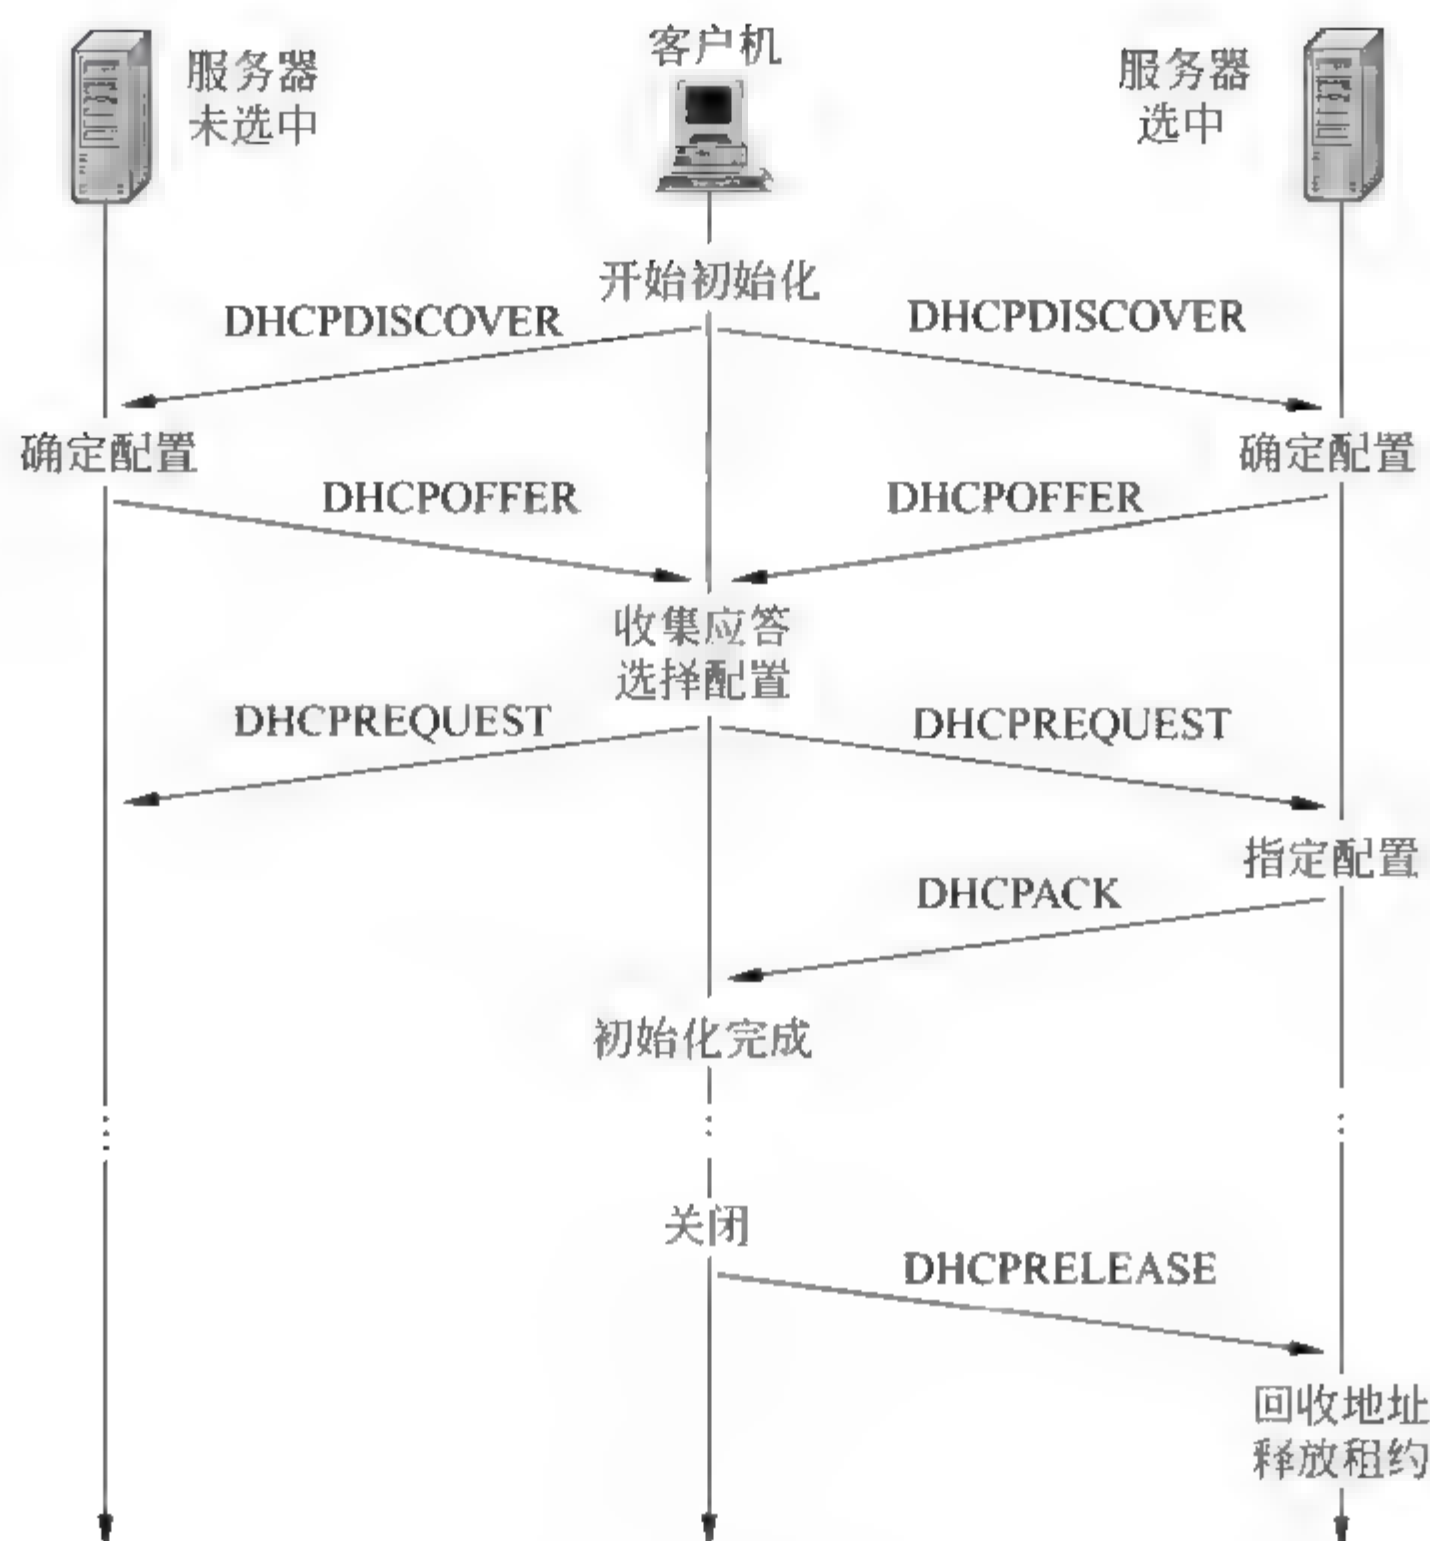 服务器
未选中
客户机
服务器
选中
开始初始化
DHCPDISCOVER
DHCPDISCOVER
确定配置
确定配置
DHCPOFFER
DHCPOFFER
收集应答
选择配置
DHCPREQUEST
DHCPREQUEST
指定配置
DHCPACK
初始化完成
关闭
DHCPRELEASE
回收地址
释放租约